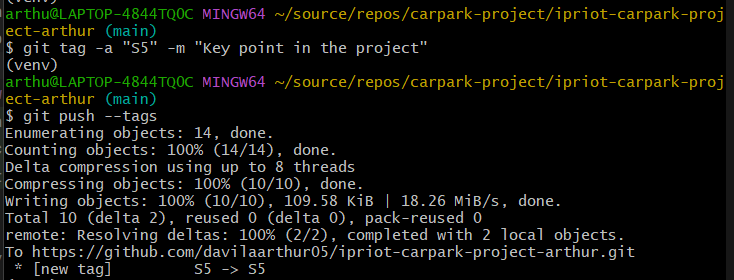 (venv)
arthu@LAPTOP-4844TQ0C MINGW64 ~/source/repos/carpark-project/ipriot-carpark-proj
ect-arthur (main)
$ git tag -a "S5" -m "Key point in the project"
(venv)
arthu@LAPTOP-4844TQ0C MINGW64 ~/source/repos/carpark-project/ipriot-carpark-proj
ect-arthur (main)
$ git push --tags
Enumerating objects: 14, done.
Counting objects: 100% (14/14), done.
Delta compression using up to 8 threads
Compressing objects: 100% (10/10), done.
Writing objects: 100% (10/10), 109.58 KiB | 18.26 MiB/s, done.
Total 10 (delta 2), reused 0 (delta 0), pack-reused 0
remote: Resolving deltas: 100% (2/2), completed with 2 local objects.
To https://github.com/davilaarthur05/ipriot-carpark-project-arthur.git
 * [new tag]         S5 -> S5